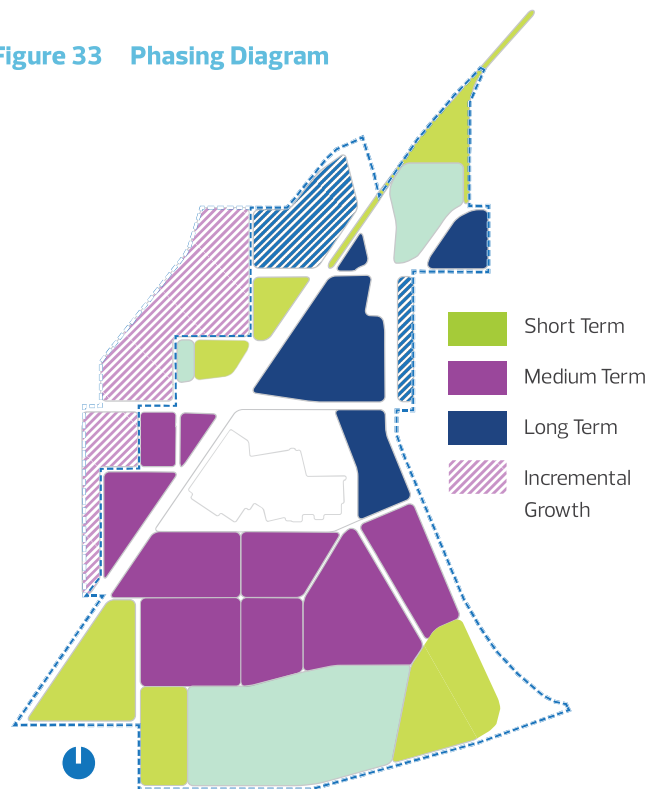 Figure 33 Phasing Diagram
Short Term
Medium Term
Long Term
Incremental
Growth